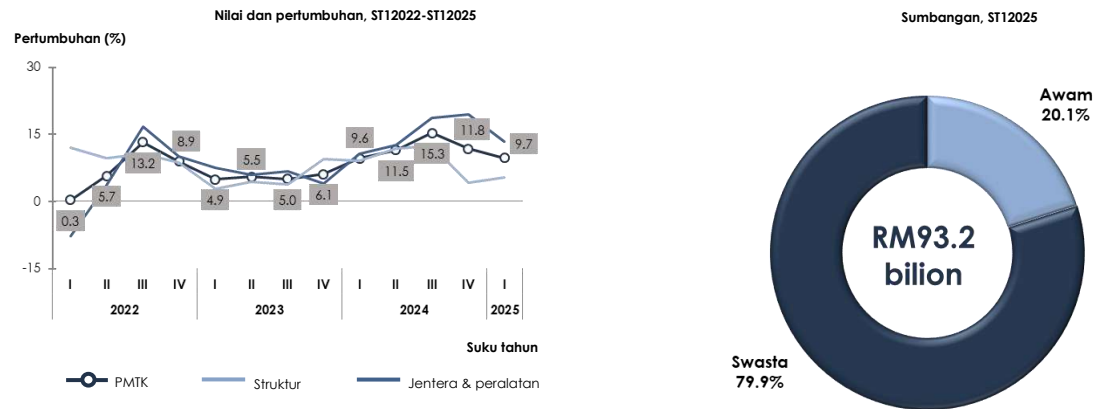 Nilai dan pertumbuhan, ST12022-ST12025
Pertumbuhan (%)
30
15
0
-15
0.3
5.7
13.2
8.9
4.9
5.5
5.0
6.1
9.6
11.5
15.3
11.8
9.7
I II III IV I II III IV I II III IV I
2022 2023 2024 2025
Suku tahun
PMTK Struktur Jentera & peralatan
Sumbangan, ST12025
Awam
20.1%
RM93.2
bilion
Swasta
79.9%